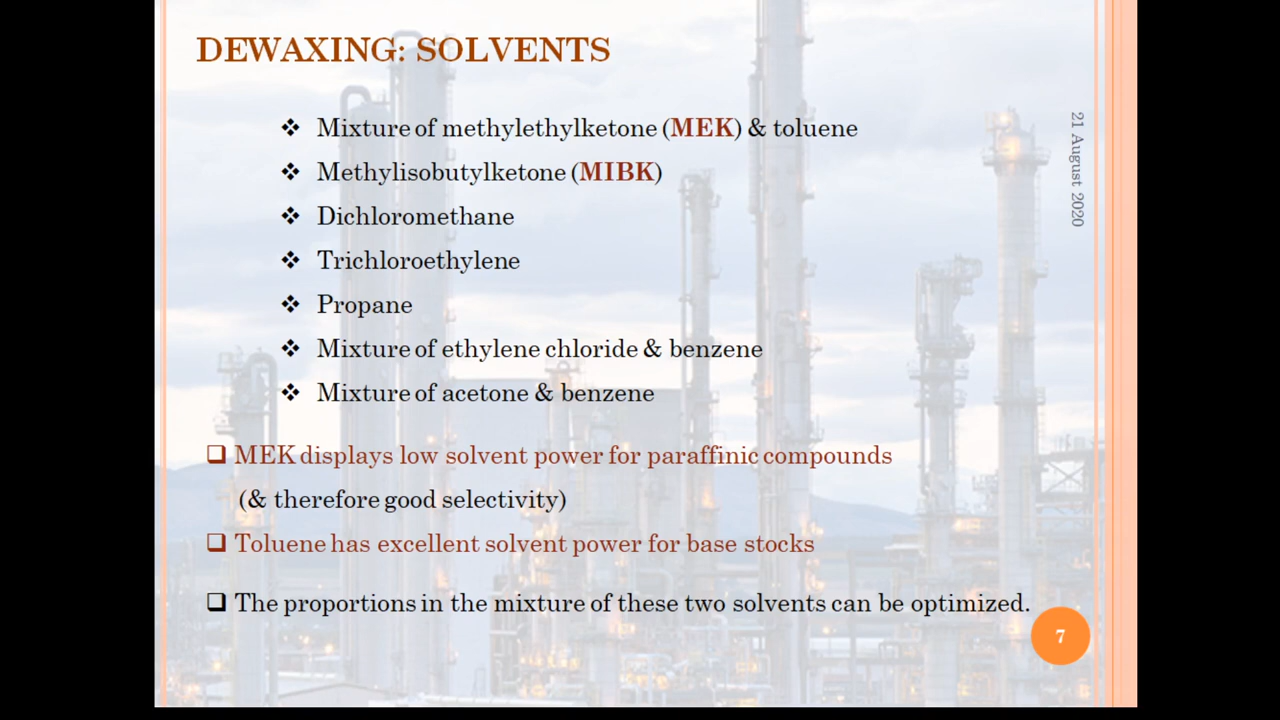 DEWAXING: SOLVENTS
❖ Mixture of methylethylketone (MEK) & toluene
❖ Methylisobutylketone (MIBK)
❖ Dichloromethane
❖ Trichloroethylene
❖ Propane
❖ Mixture of ethylene chloride & benzene
❖ Mixture of acetone & benzene
❑ MEK displays low solvent power for paraffinic compounds
(& therefore good selectivity)
❑ Toluene has excellent solvent power for base stocks
❑ The proportions in the mixture of these two solvents can be optimized.
21 August 2020
7